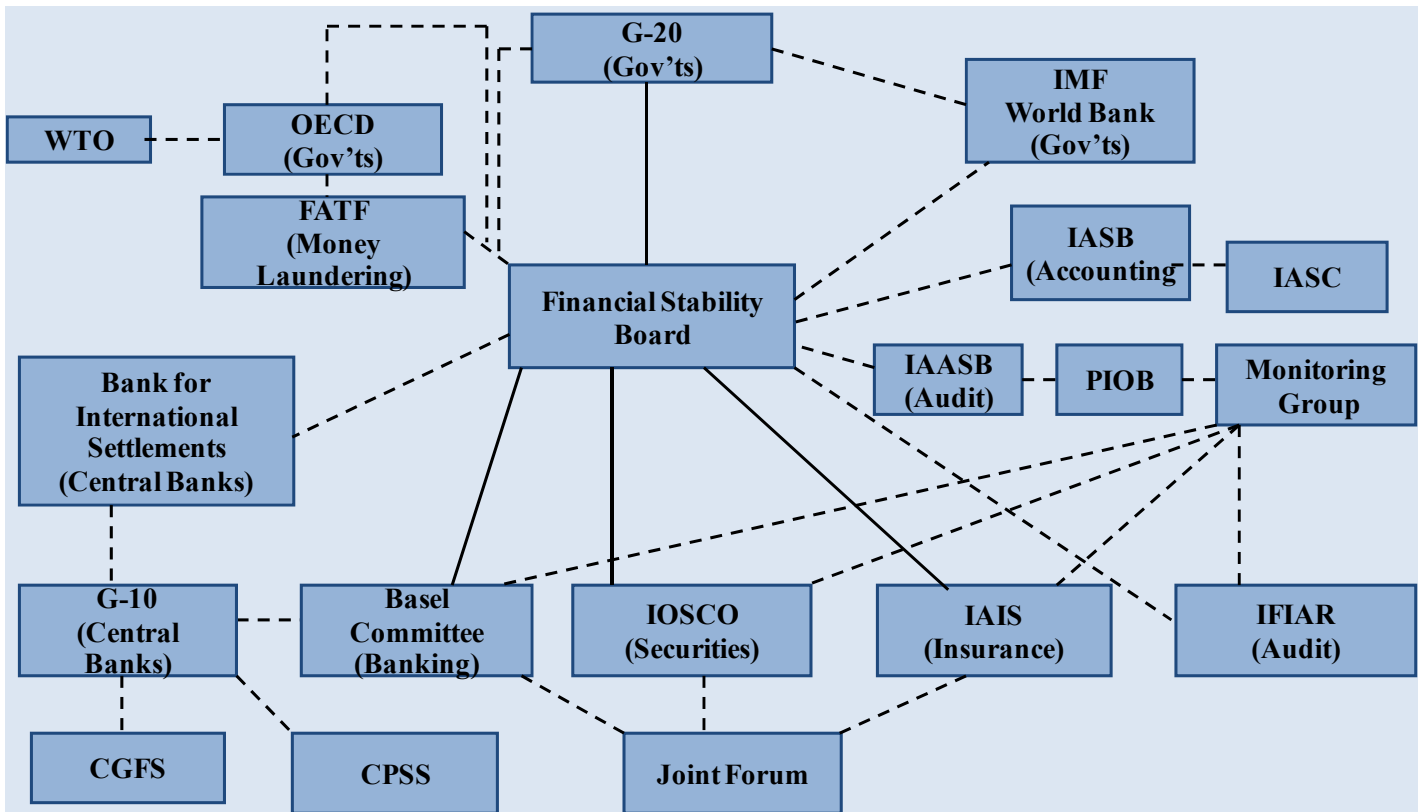 G-20
(Gov'ts)
IMF
World Bank
(Gov'ts)
WTO
OECD
(Gov'ts)
FATF
(Money
Laundering)
IASB
(Accounting
IASC
Financial Stability
Board
IAASB
(Audit)
PIOB
Monitoring
Group
Bank for
International
Settlements
(Central Banks)
G-10
(Central
Banks)
Basel
Committee
(Banking)
IOSCO
(Securities)
IAIS
(Insurance)
IFIAR
(Audit)
CGFS
CPSS
Joint Forum